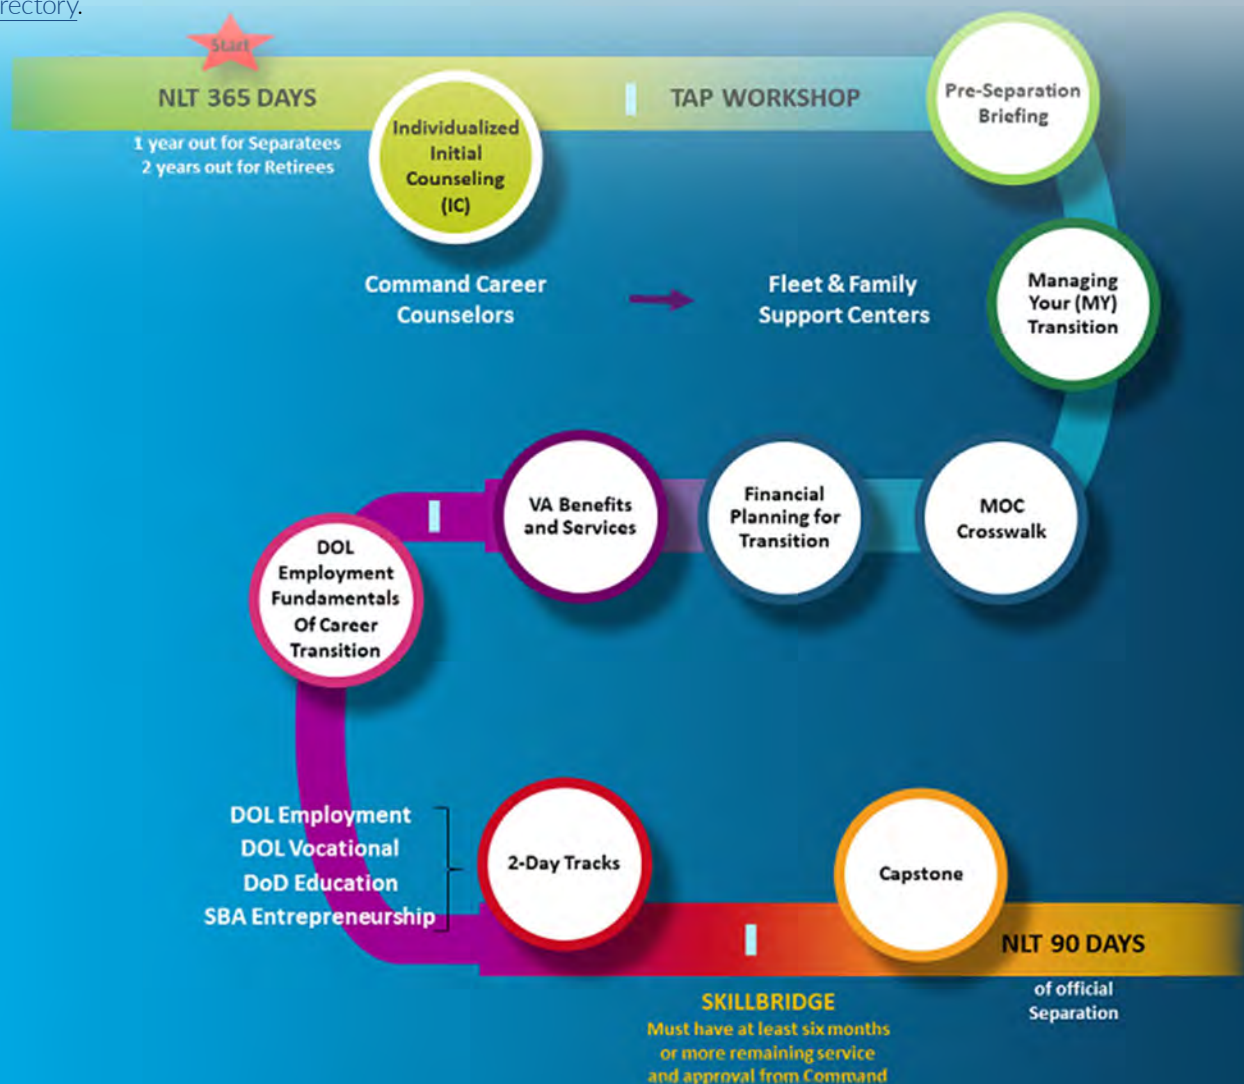 rectory.
Start
NLT 365 DAYS
1 year out for Separatees
2 years out for Retirees
Individualized
Initial
Counseling
(IC)
TAP WORKSHOP
Pre-Separation
Briefing
Command Career
Counselors
Fleet & Family
Support Centers
Managing
Your (MY)
Transition
MOC
Crosswalk
Financial
Planning for
Transition
VA Benefits
and Services
DOL
Employment
Fundamentals
Of Career
Transition
DOL Employment
DOL Vocational
DoD Education
SBA Entrepreneurship
2-Day Tracks
SKILLBRIDGE
Must have at least six months
or more remaining service
and approval from Command
Capstone
NLT 90 DAYS
of official
Separation